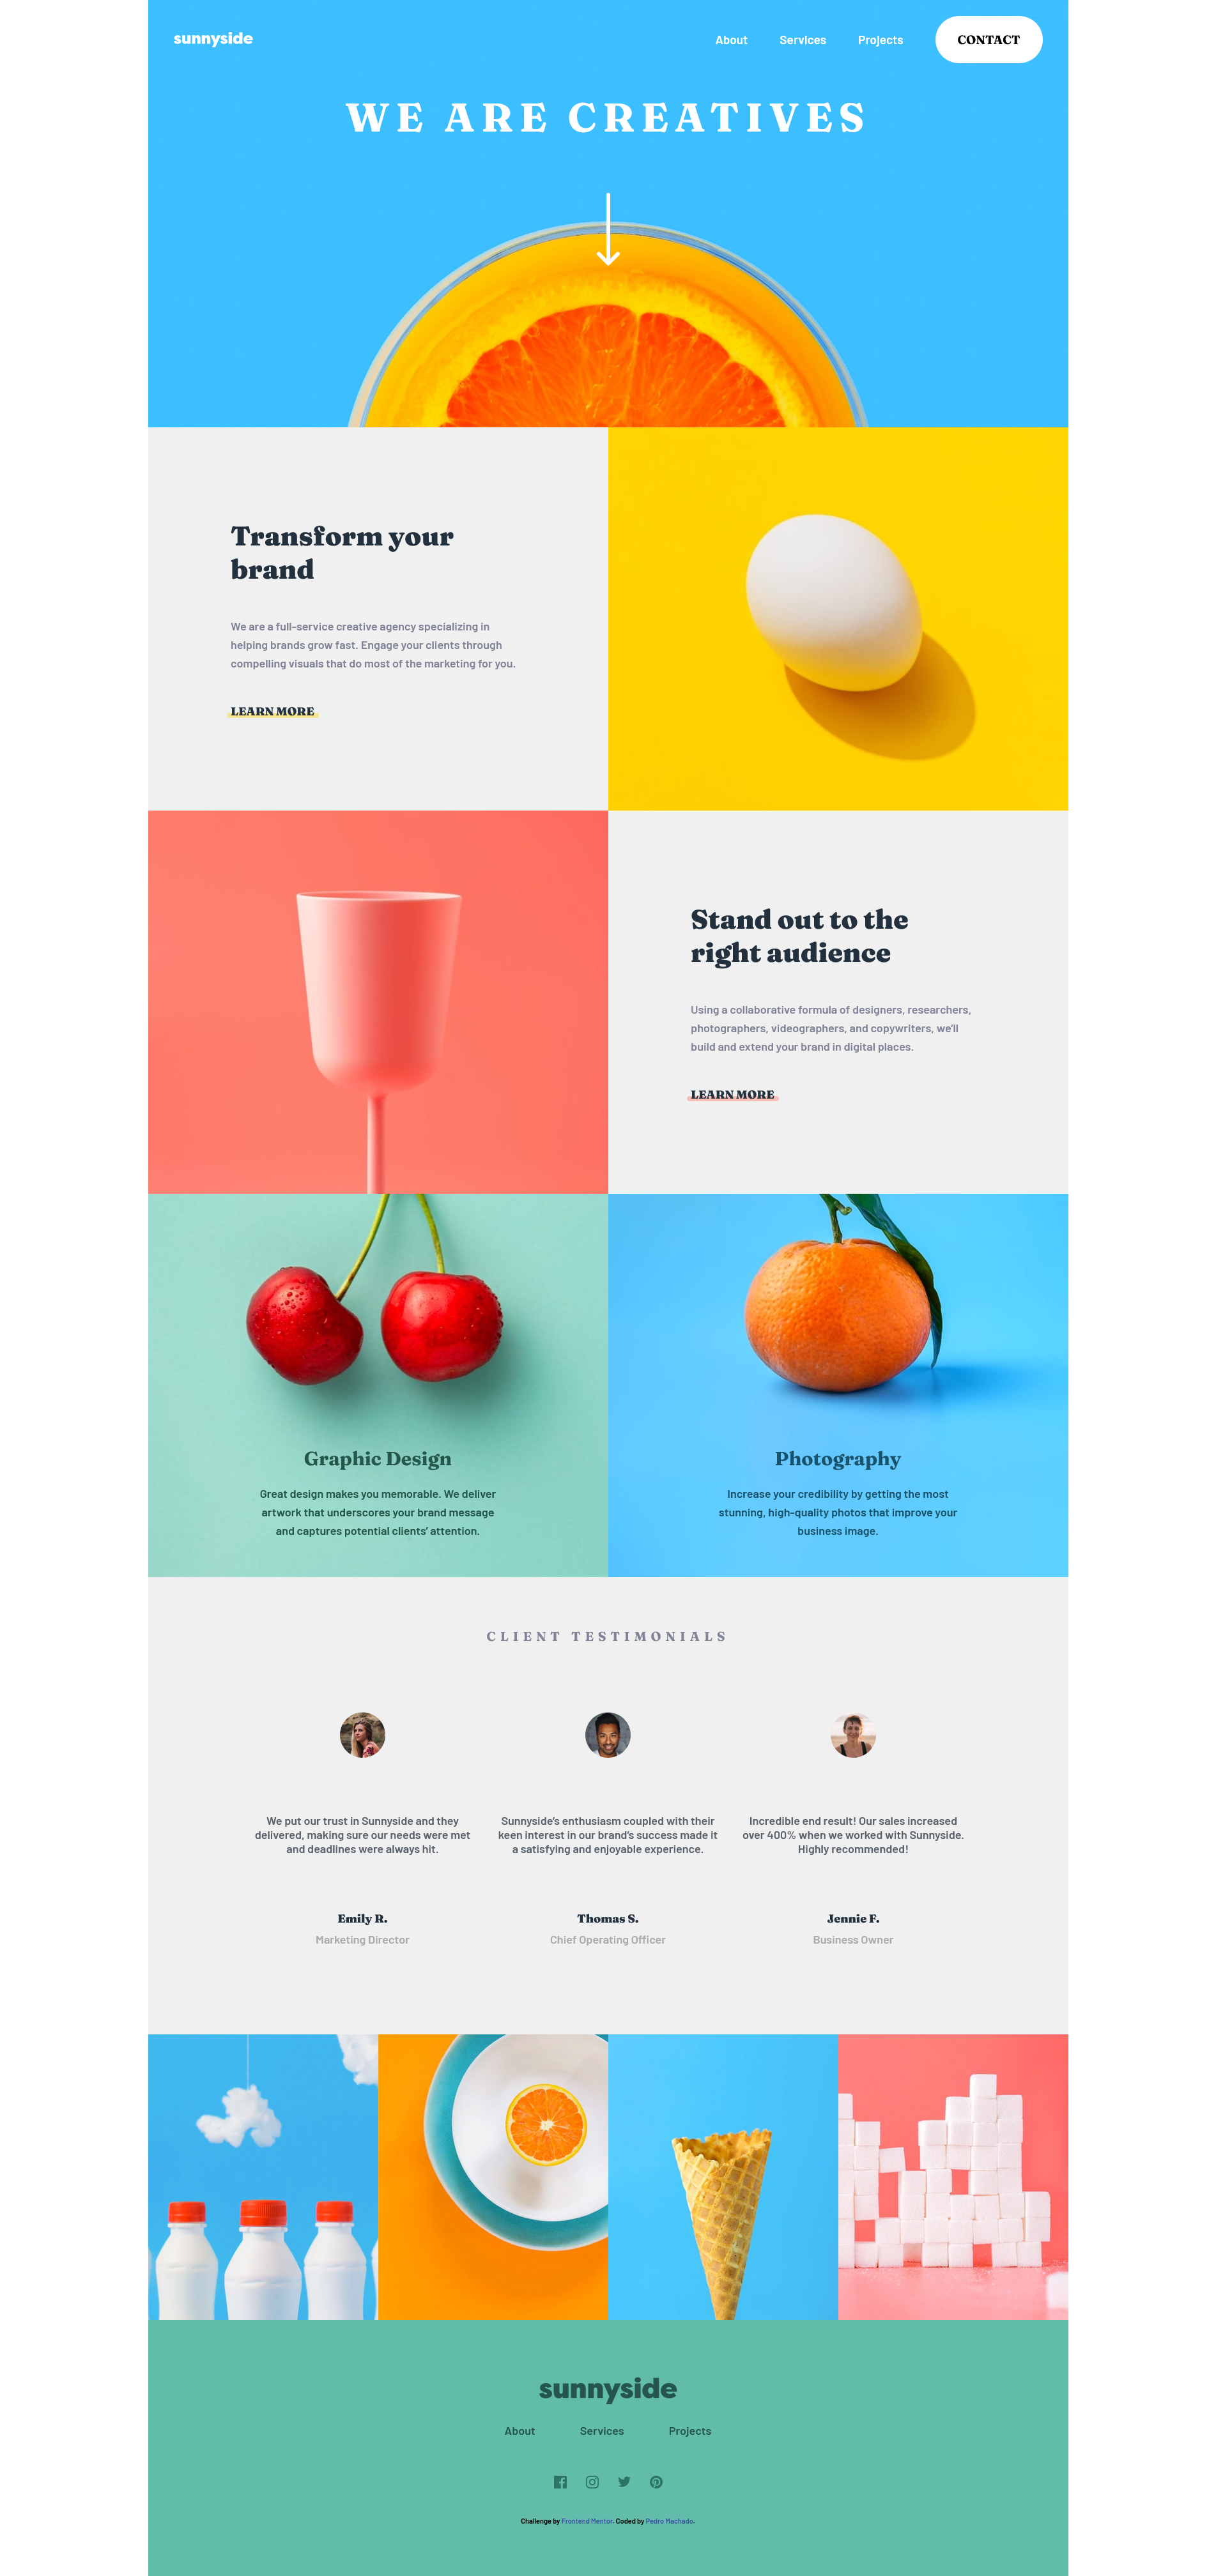 sunnyside
About Services Projects CONTACT
WE ARE CREATIVES
Transform your
brand
We are a full-service creative agency specializing in
helping brands grow fast. Engage your clients through
compelling visuals that do most of the marketing for you.
LEARN MORE
Stand out to the
right audience
Using a collaborative formula of designers, researchers,
photographers, videographers, and copywriters, we'll
build and extend your brand in digital places.
LEARN MORE
Graphic Design
Great design makes you memorable. We deliver
artwork that underscores your brand message
and captures potential clients' attention.
Photography
Increase your credibility by getting the most
stunning, high-quality photos that improve your
business image.
CLIENT TESTIMONIALS
We put our trust in Sunnyside and they
delivered, making sure our needs were met
and deadlines were always hit.
Emily R.
Marketing Director
Sunnyside's enthusiasm coupled with their
keen interest in our brand's success made it
a satisfying and enjoyable experience.
Thomas S.
Chief Operating Officer
Incredible end result! Our sales increased
over 400% when we worked with Sunnyside.
Highly recommended!
Jennie F.
Business Owner
sunnyside
About Services Projects
Challenge by Frontend Mentor. Coded by Pedro Machado.